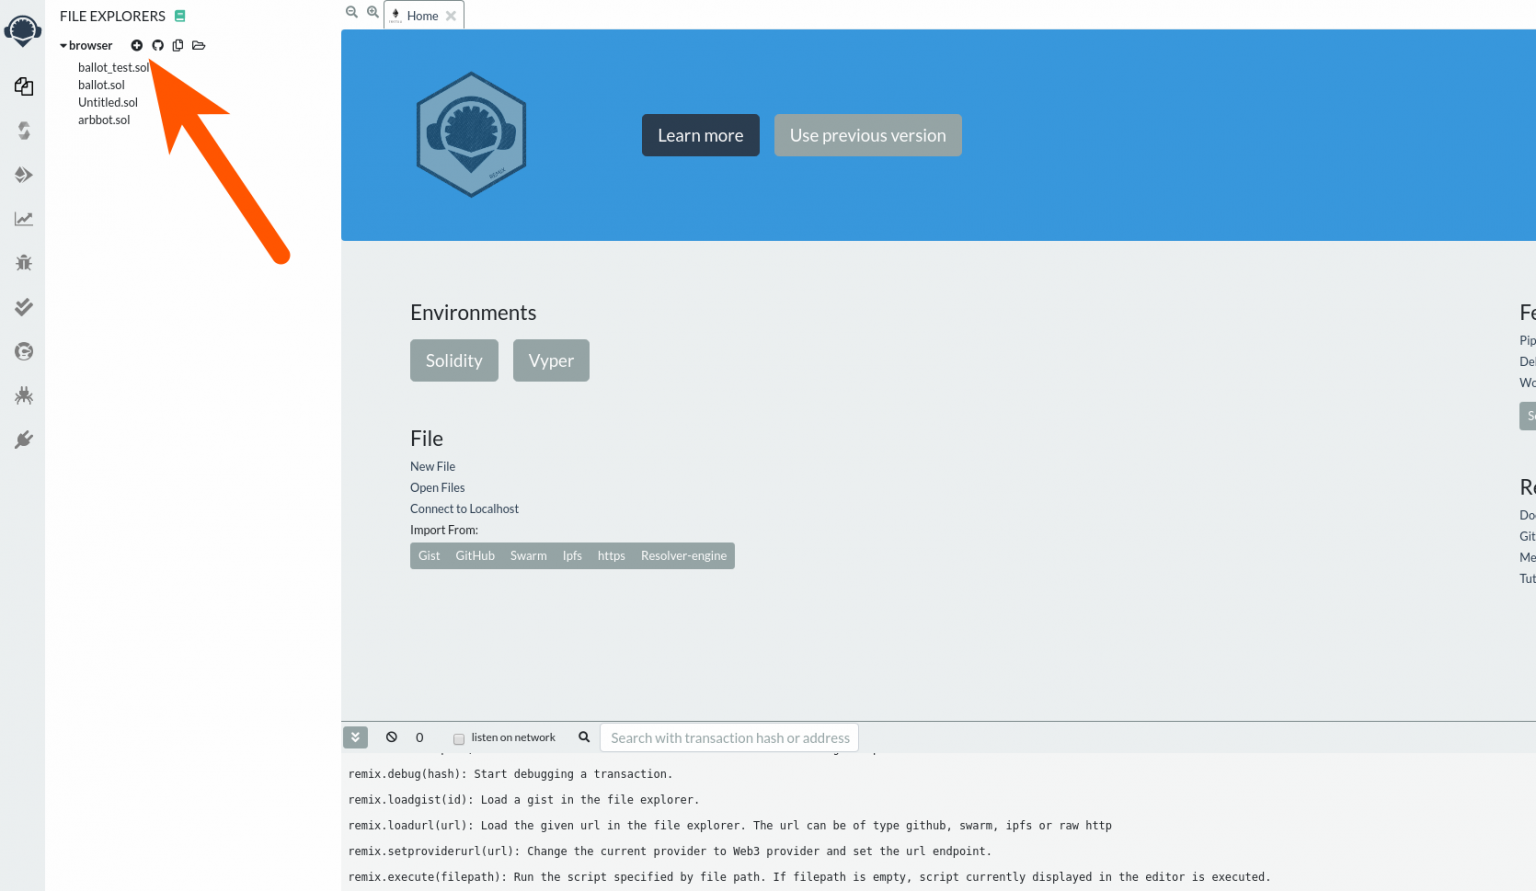 FILE EXPLORERS
browser
ballot_test.sol
ballot.sol
Untitled.sol
arbbot.sol
Home
REMIX
Learn more
Use previous version
Environments
Solidity
Vyper
File
New File
Open Files
Connect to Localhost
Import From:
Gist GitHub Swarm Ipfs https Resolver-engine
Fe
Pip
De
Wo
S
Re
Do
Git
Me
Tut
0
listen on network
Search with transaction hash or address
remix.debug(hash): Start debugging a transaction.
remix.loadgist(id): Load a gist in the file explorer.
remix.loadurl(url): Load the given url in the file explorer. The url can be of type github, swarm, ipfs or raw http
remix.setproviderurl(url): Change the current provider to Web3 provider and set the url endpoint.
remix.execute(filepath): Run the script specified by file path. If filepath is empty, script currently displayed in the editor is executed.